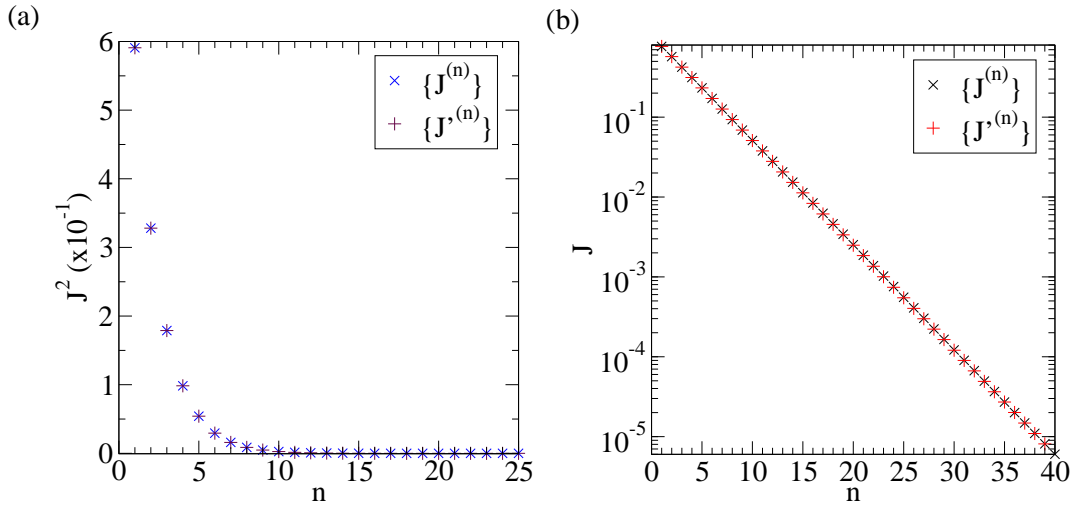 (a)
6
5
4
3
2
1
0
J^2 (x10^-1)
0 5 10 15 20 25
n
× {J^(n)}
+ {J'^(n)}
(b)
10^-1
10^-2
10^-3
10^-4
10^-5
J
0 5 10 15 20 25 30 35 40
n
× {J^(n)}
+ {J'^(n)}